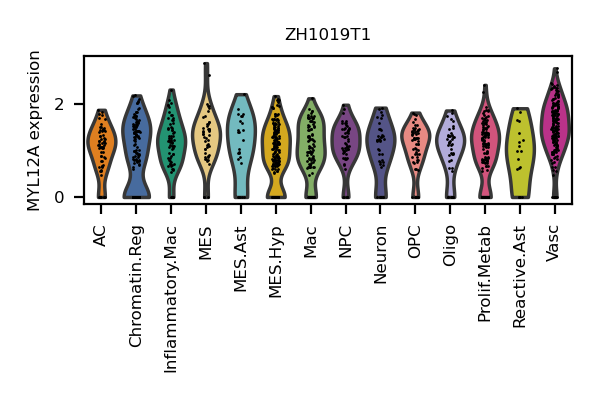 ZH1019T1
MYL12A expression
2
0
AC
Chromatin.Reg
Inflammatory.Mac
MES
MES.Ast
MES.Hyp
Mac
NPC
Neuron
OPC
Oligo
Prolif.Metab
Reactive.Ast
Vasc